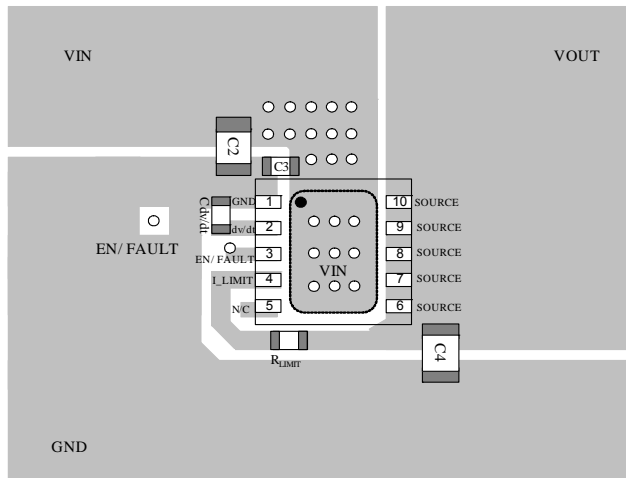 VIN
VOUT
C2
C3
Cdv/dt
GND 1
10 SOURCE
dv/dt 2
9 SOURCE
EN/ FAULT
EN/ FAULT 3
8 SOURCE
VIN
I_LIMIT 4
7 SOURCE
N/C 5
6 SOURCE
RLIMIT
C4
GND